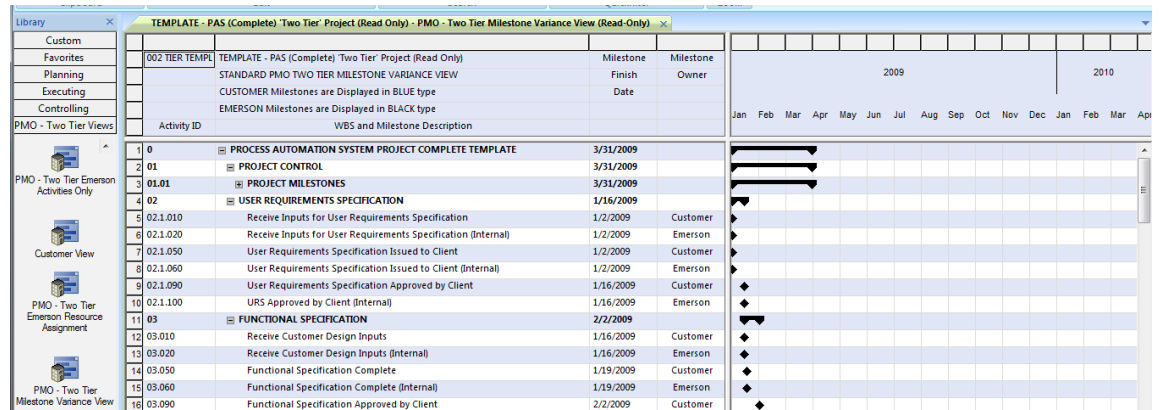 Library
TEMPLATE - PAS (Complete) 'Two Tier' Project (Read Only) - PMO - Two Tier Milestone Variance View (Read-Only)
Custom
Favorites
Planning
Executing
Controlling
PMO - Two Tier Views
PMO - Two Tier Emerson
Activities Only
Customer View
PMO - Two Tier
Emerson Resource
Assignment
PMO - Two Tier
Milestone Variance View
002 TIER TEMPL TEMPLATE - PAS (Complete) 'Two Tier' Project (Read Only) Milestone Milestone
STANDARD PMO TWO TIER MILESTONE VARIANCE VIEW Finish Owner
CUSTOMER Milestones are Displayed in BLUE type Date
EMERSON Milestones are Displayed in BLACK type
Activity ID WBS and Milestone Description
2009 2010
Jan Feb Mar Apr May Jun Jul Aug Sep Oct Nov Dec Jan Feb Mar Apr
1 0 PROCESS AUTOMATION SYSTEM PROJECT COMPLETE TEMPLATE 3/31/2009
2 01 PROJECT CONTROL 3/31/2009
3 01.01 PROJECT MILESTONES 3/31/2009
4 02 USER REQUIREMENTS SPECIFICATION 1/16/2009
5 02.1.010 Receive Inputs for User Requirements Specification 1/2/2009 Customer
6 02.1.020 Receive Inputs for User Requirements Specification (Internal) 1/2/2009 Emerson
7 02.1.050 User Requirements Specification Issued to Client 1/2/2009 Customer
8 02.1.060 User Requirements Specification Issued to Client (Internal) 1/2/2009 Emerson
9 02.1.090 User Requirements Specification Approved by Client 1/16/2009 Customer
10 02.1.100 URS Approved by Client (Internal) 1/16/2009 Emerson
11 03 FUNCTIONAL SPECIFICATION 2/2/2009
12 03.010 Receive Customer Design Inputs 1/16/2009 Customer
13 03.020 Receive Customer Design Inputs (Internal) 1/16/2009 Emerson
14 03.050 Functional Specification Complete 1/19/2009 Customer
15 03.060 Functional Specification Complete (Internal) 1/19/2009 Emerson
16 03.090 Functional Specification Approved by Client 2/2/2009 Customer